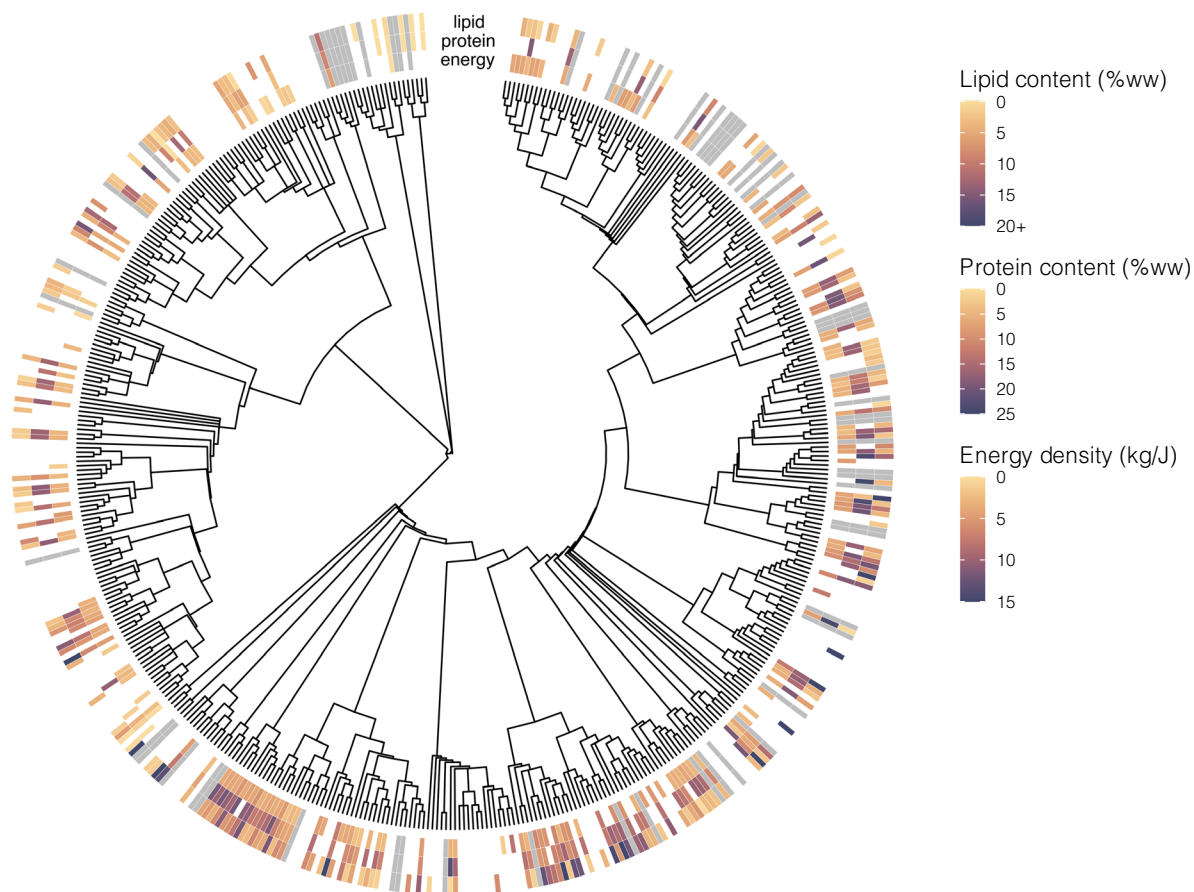 lipid
protein
energy
Lipid content (%ww)
0
5
10
15
20+
Protein content (%ww)
0
5
10
15
20
25
Energy density (kg/J)
0
5
10
15